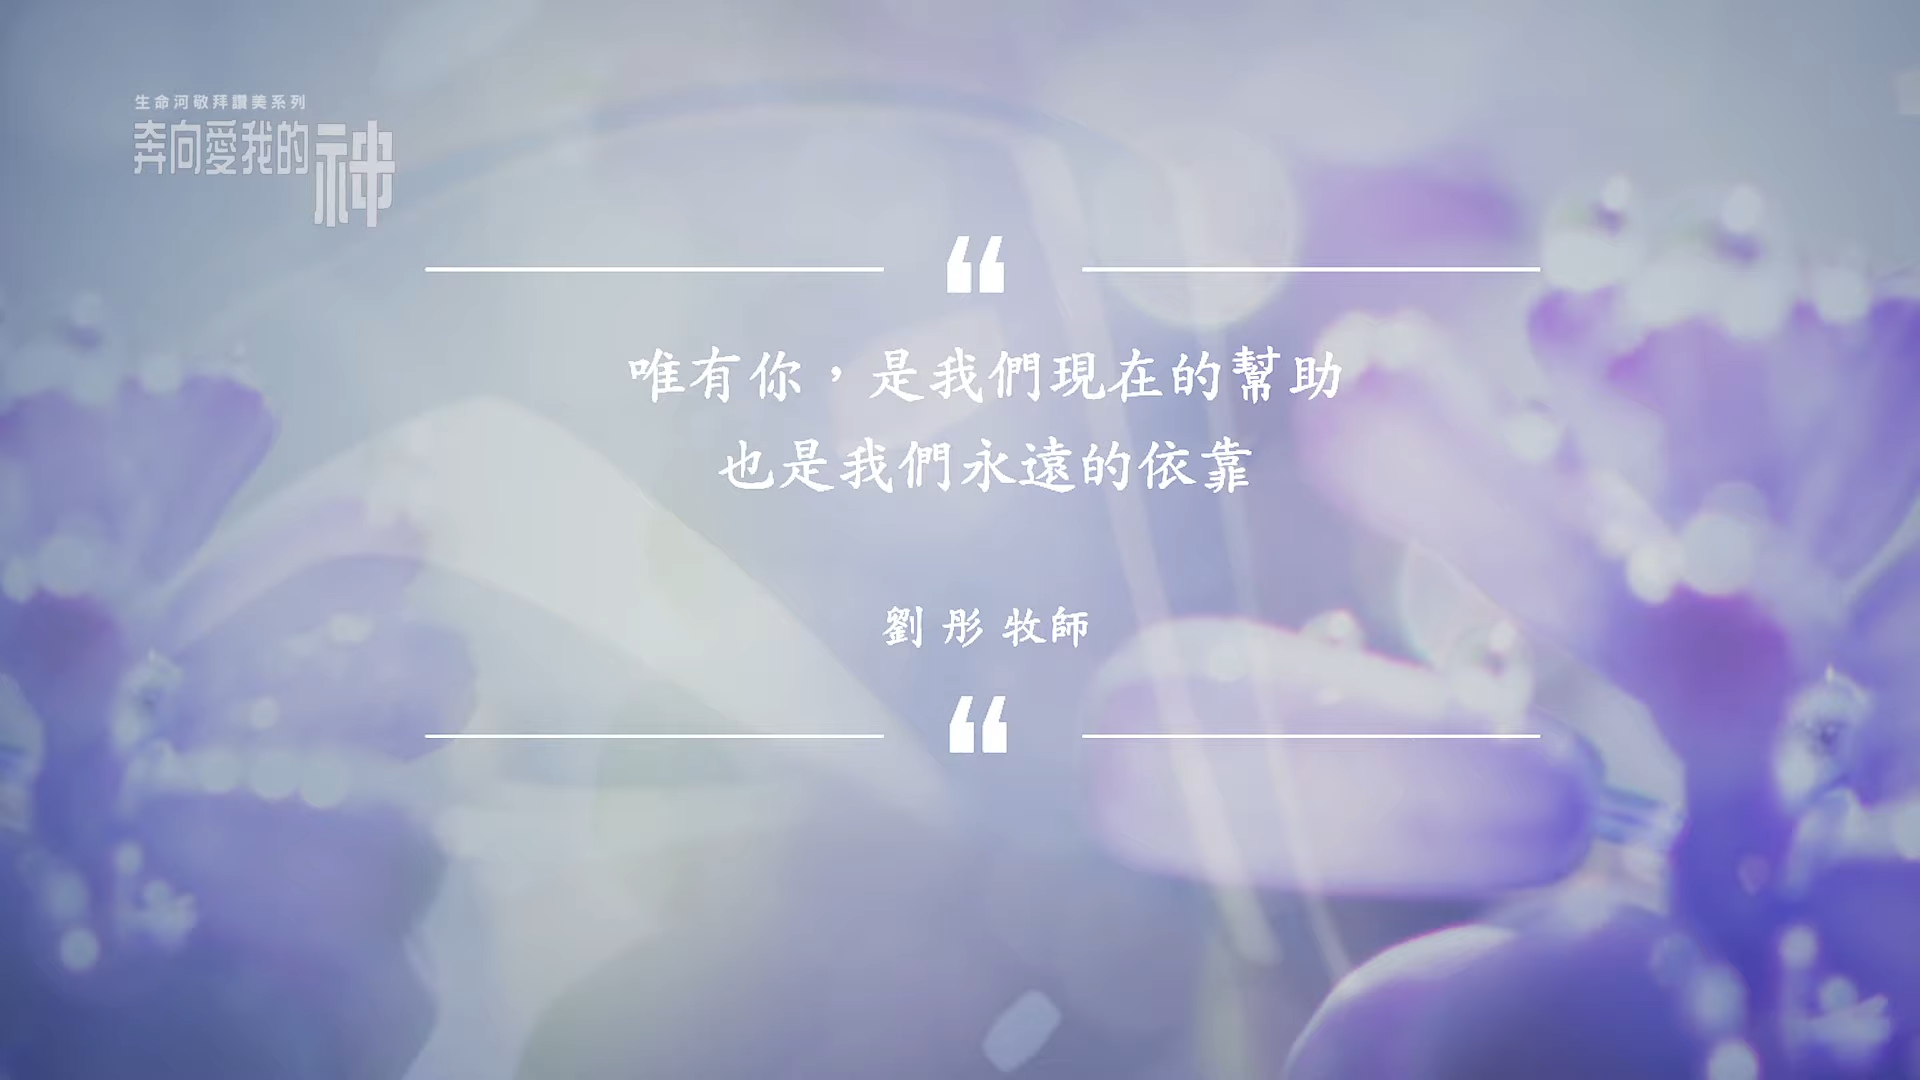 生命河敬拜讚美系列
奔向愛我的神
唯有你，是我們現在的幫助
也是我們永遠的依靠
劉 彤 牧師